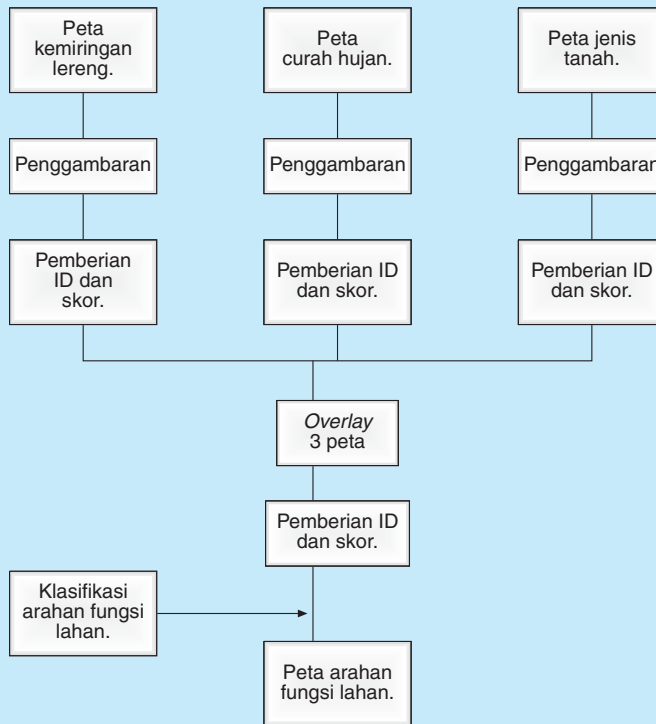 Peta
kemiringan
lereng.
Peta
curah hujan.
Peta jenis
tanah.
Penggambaran
Penggambaran
Penggambaran
Pemberian
ID dan
skor.
Pemberian ID
dan skor.
Pemberian ID
dan skor.
Overlay
3 peta
Pemberian ID
dan skor.
Klasifikasi
arahan fungsi
lahan.
Peta arahan
fungsi lahan.